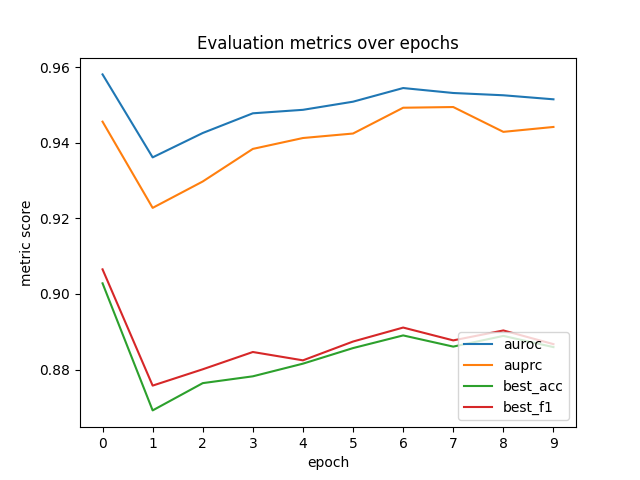 Evaluation metrics over epochs
0.96
0.94
0.92
0.90
0.88
metric score
auroc
auprc
best_acc
best_f1
0 1 2 3 4 5 6 7 8 9
epoch